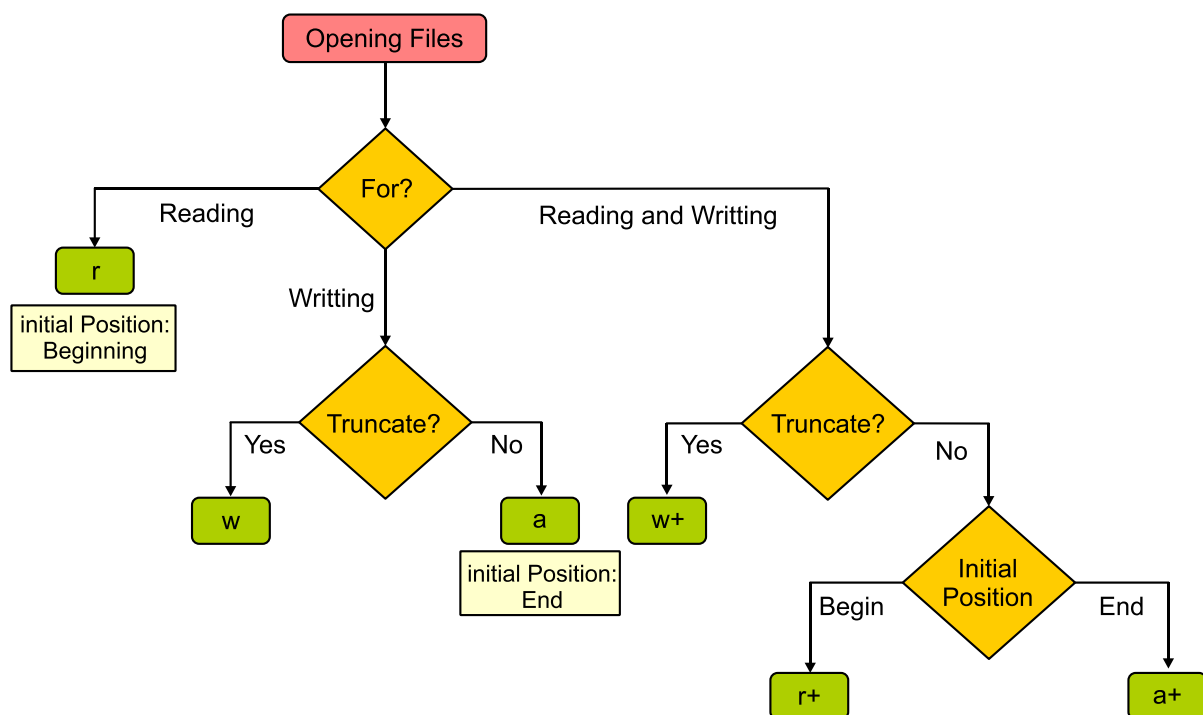 Opening Files
For?
Reading
Reading and Writting
r
initial Position:
Beginning
Writting
Truncate?
Yes
No
w
a
initial Position:
End
Truncate?
Yes
No
w+
Initial
Position
Begin
End
r+
a+